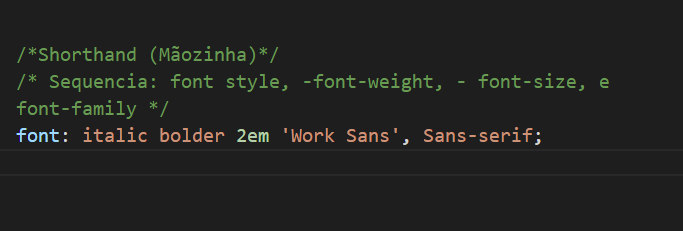 /*Shorthand (Mãozinha)*/
/* Sequencia: font style, -font-weight, - font-size, e
font-family */
font: italic bolder 2em 'Work Sans', Sans-serif;